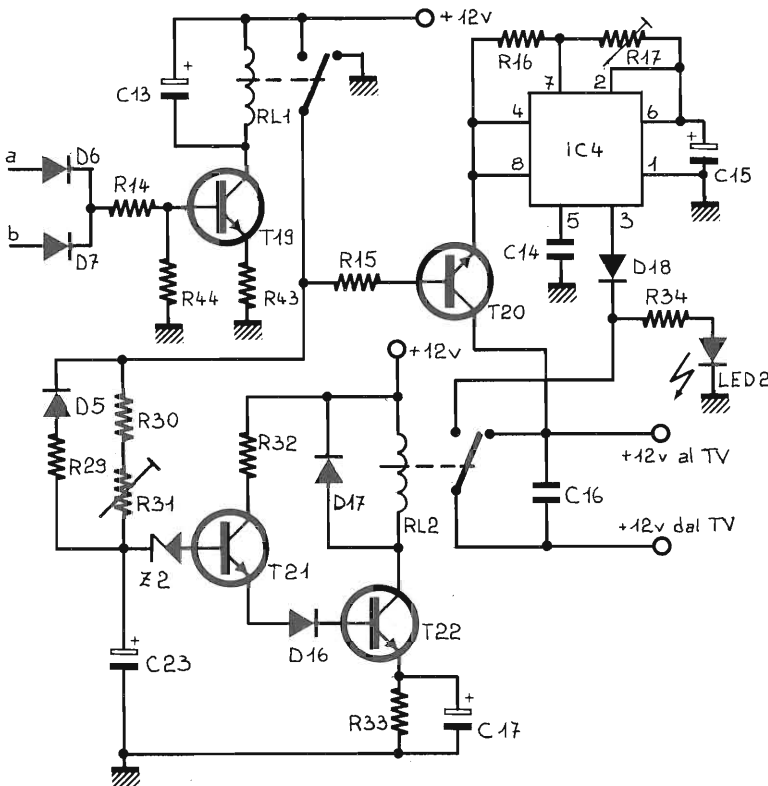 +12v
R16
R17
7
2
C13
RL1
4
6
iC4
a
D6
8
1
C15
R14
b
D7
T19
5
3
R15
C14
D18
R44
R43
R34
T20
+12v
LED2
D5
R30
R32
R29
+12v al TV
D17
R31
C16
RL2
+12v dal TV
Z2
T21
D16
T22
C23
R33
C17
+
+
+
+